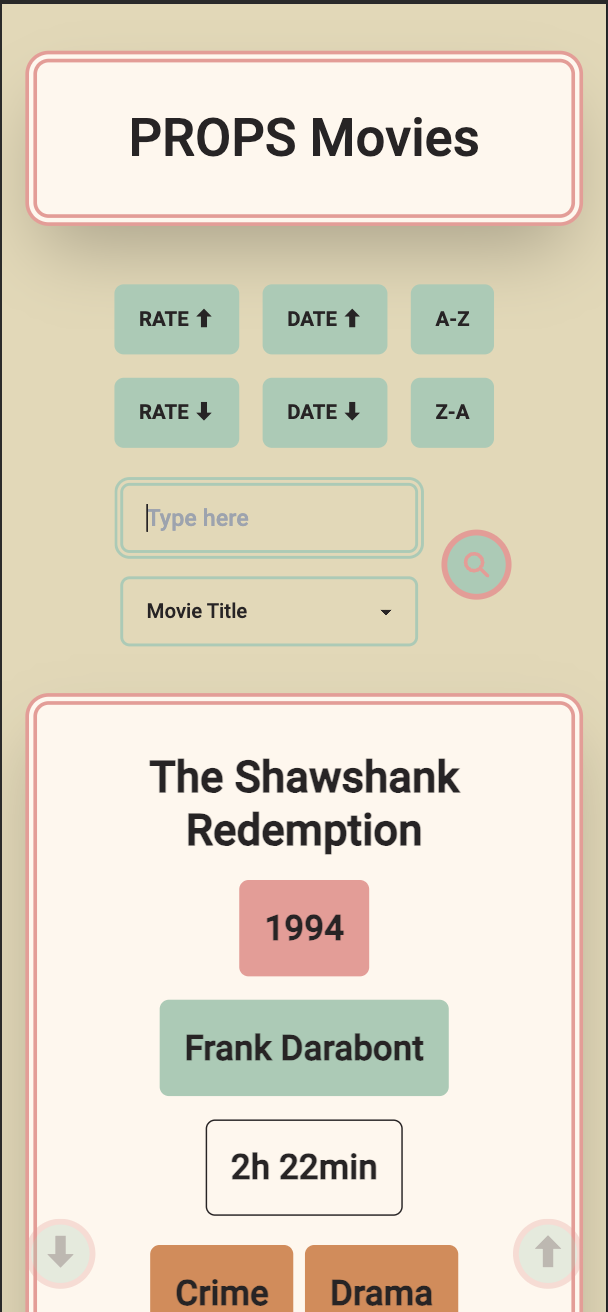 PROPS Movies
RATE ⬆ DATE ⬆ A-Z
RATE ⬇ DATE ⬇ Z-A
Type here
Movie Title
The Shawshank
Redemption
1994
Frank Darabont
2h 22min
Crime Drama